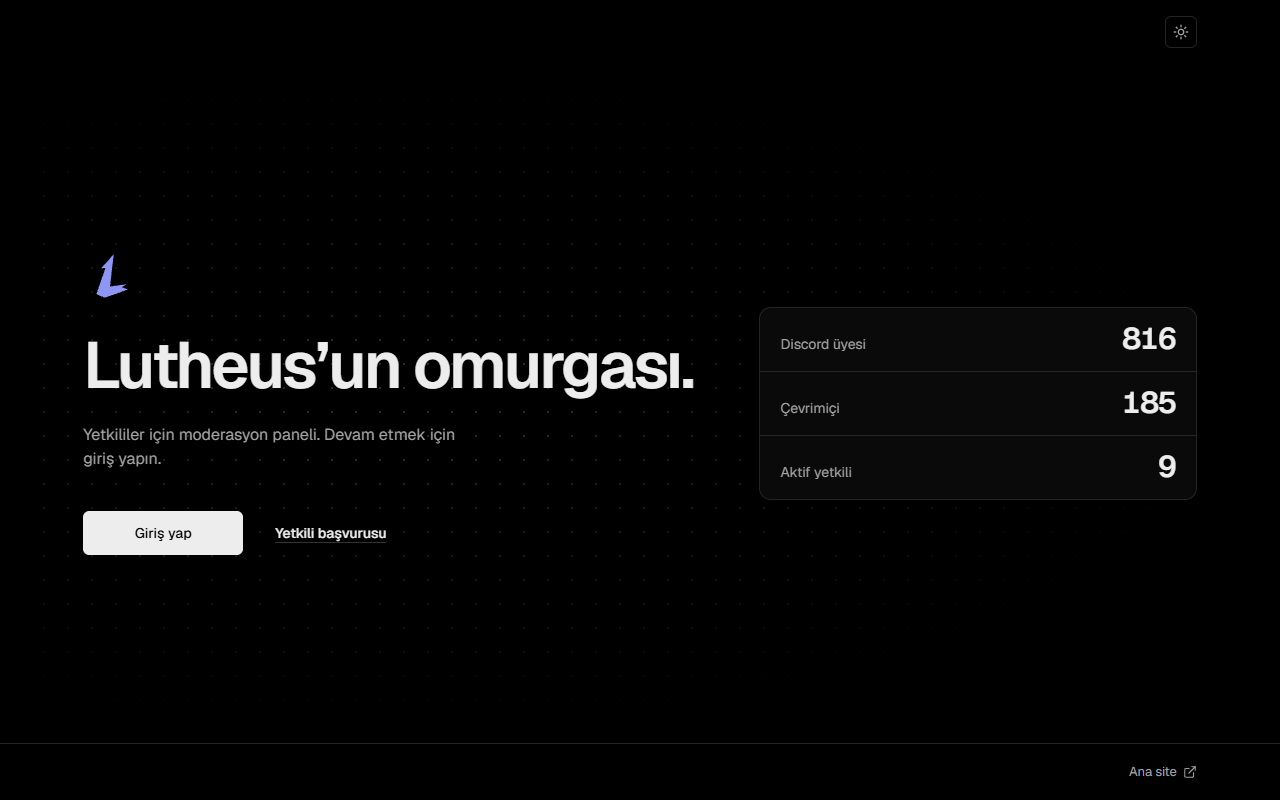 Lutheus’un omurgası.
Yetkililer için moderasyon paneli. Devam etmek için
giriş yapın.
Giriş yap
Yetkili başvurusu
Discord üyesi
816
Çevrimiçi
185
Aktif yetkili
9
Ana site